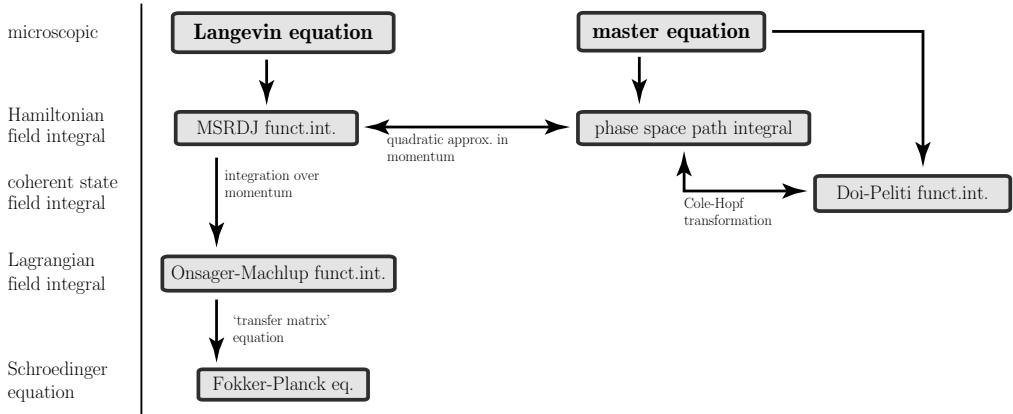 microscopic
Langevin equation
master equation
Hamiltonian
field integral
MSRDJ funct.int.
quadratic approx. in
momentum
phase space path integral
integration over
momentum
coherent state
field integral
Cole-Hopf
transformation
Doi-Peliti funct.int.
Lagrangian
field integral
Onsager-Machlup funct.int.
‘transfer matrix’
equation
Schroedinger
equation
Fokker-Planck eq.